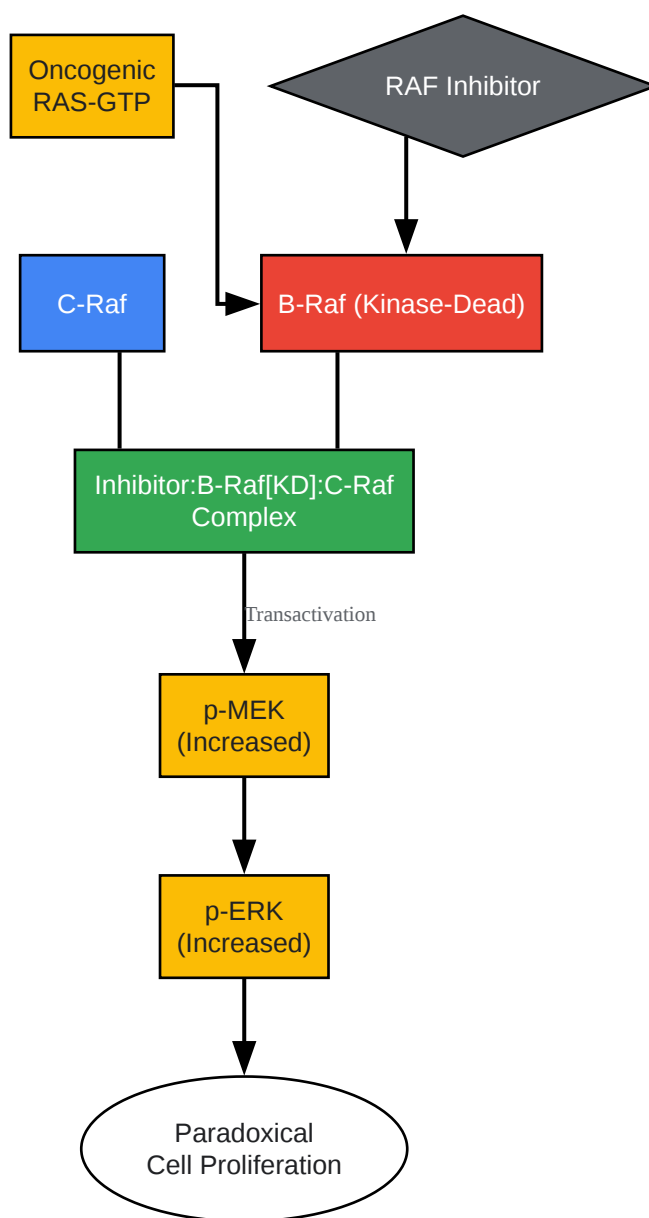 Oncogenic
RAS-GTP
RAF Inhibitor
C-Raf
B-Raf (Kinase-Dead)
Inhibitor:B-Raf[KD]:C-Raf
Complex
Transactivation
p-MEK
(Increased)
p-ERK
(Increased)
Paradoxical
Cell Proliferation